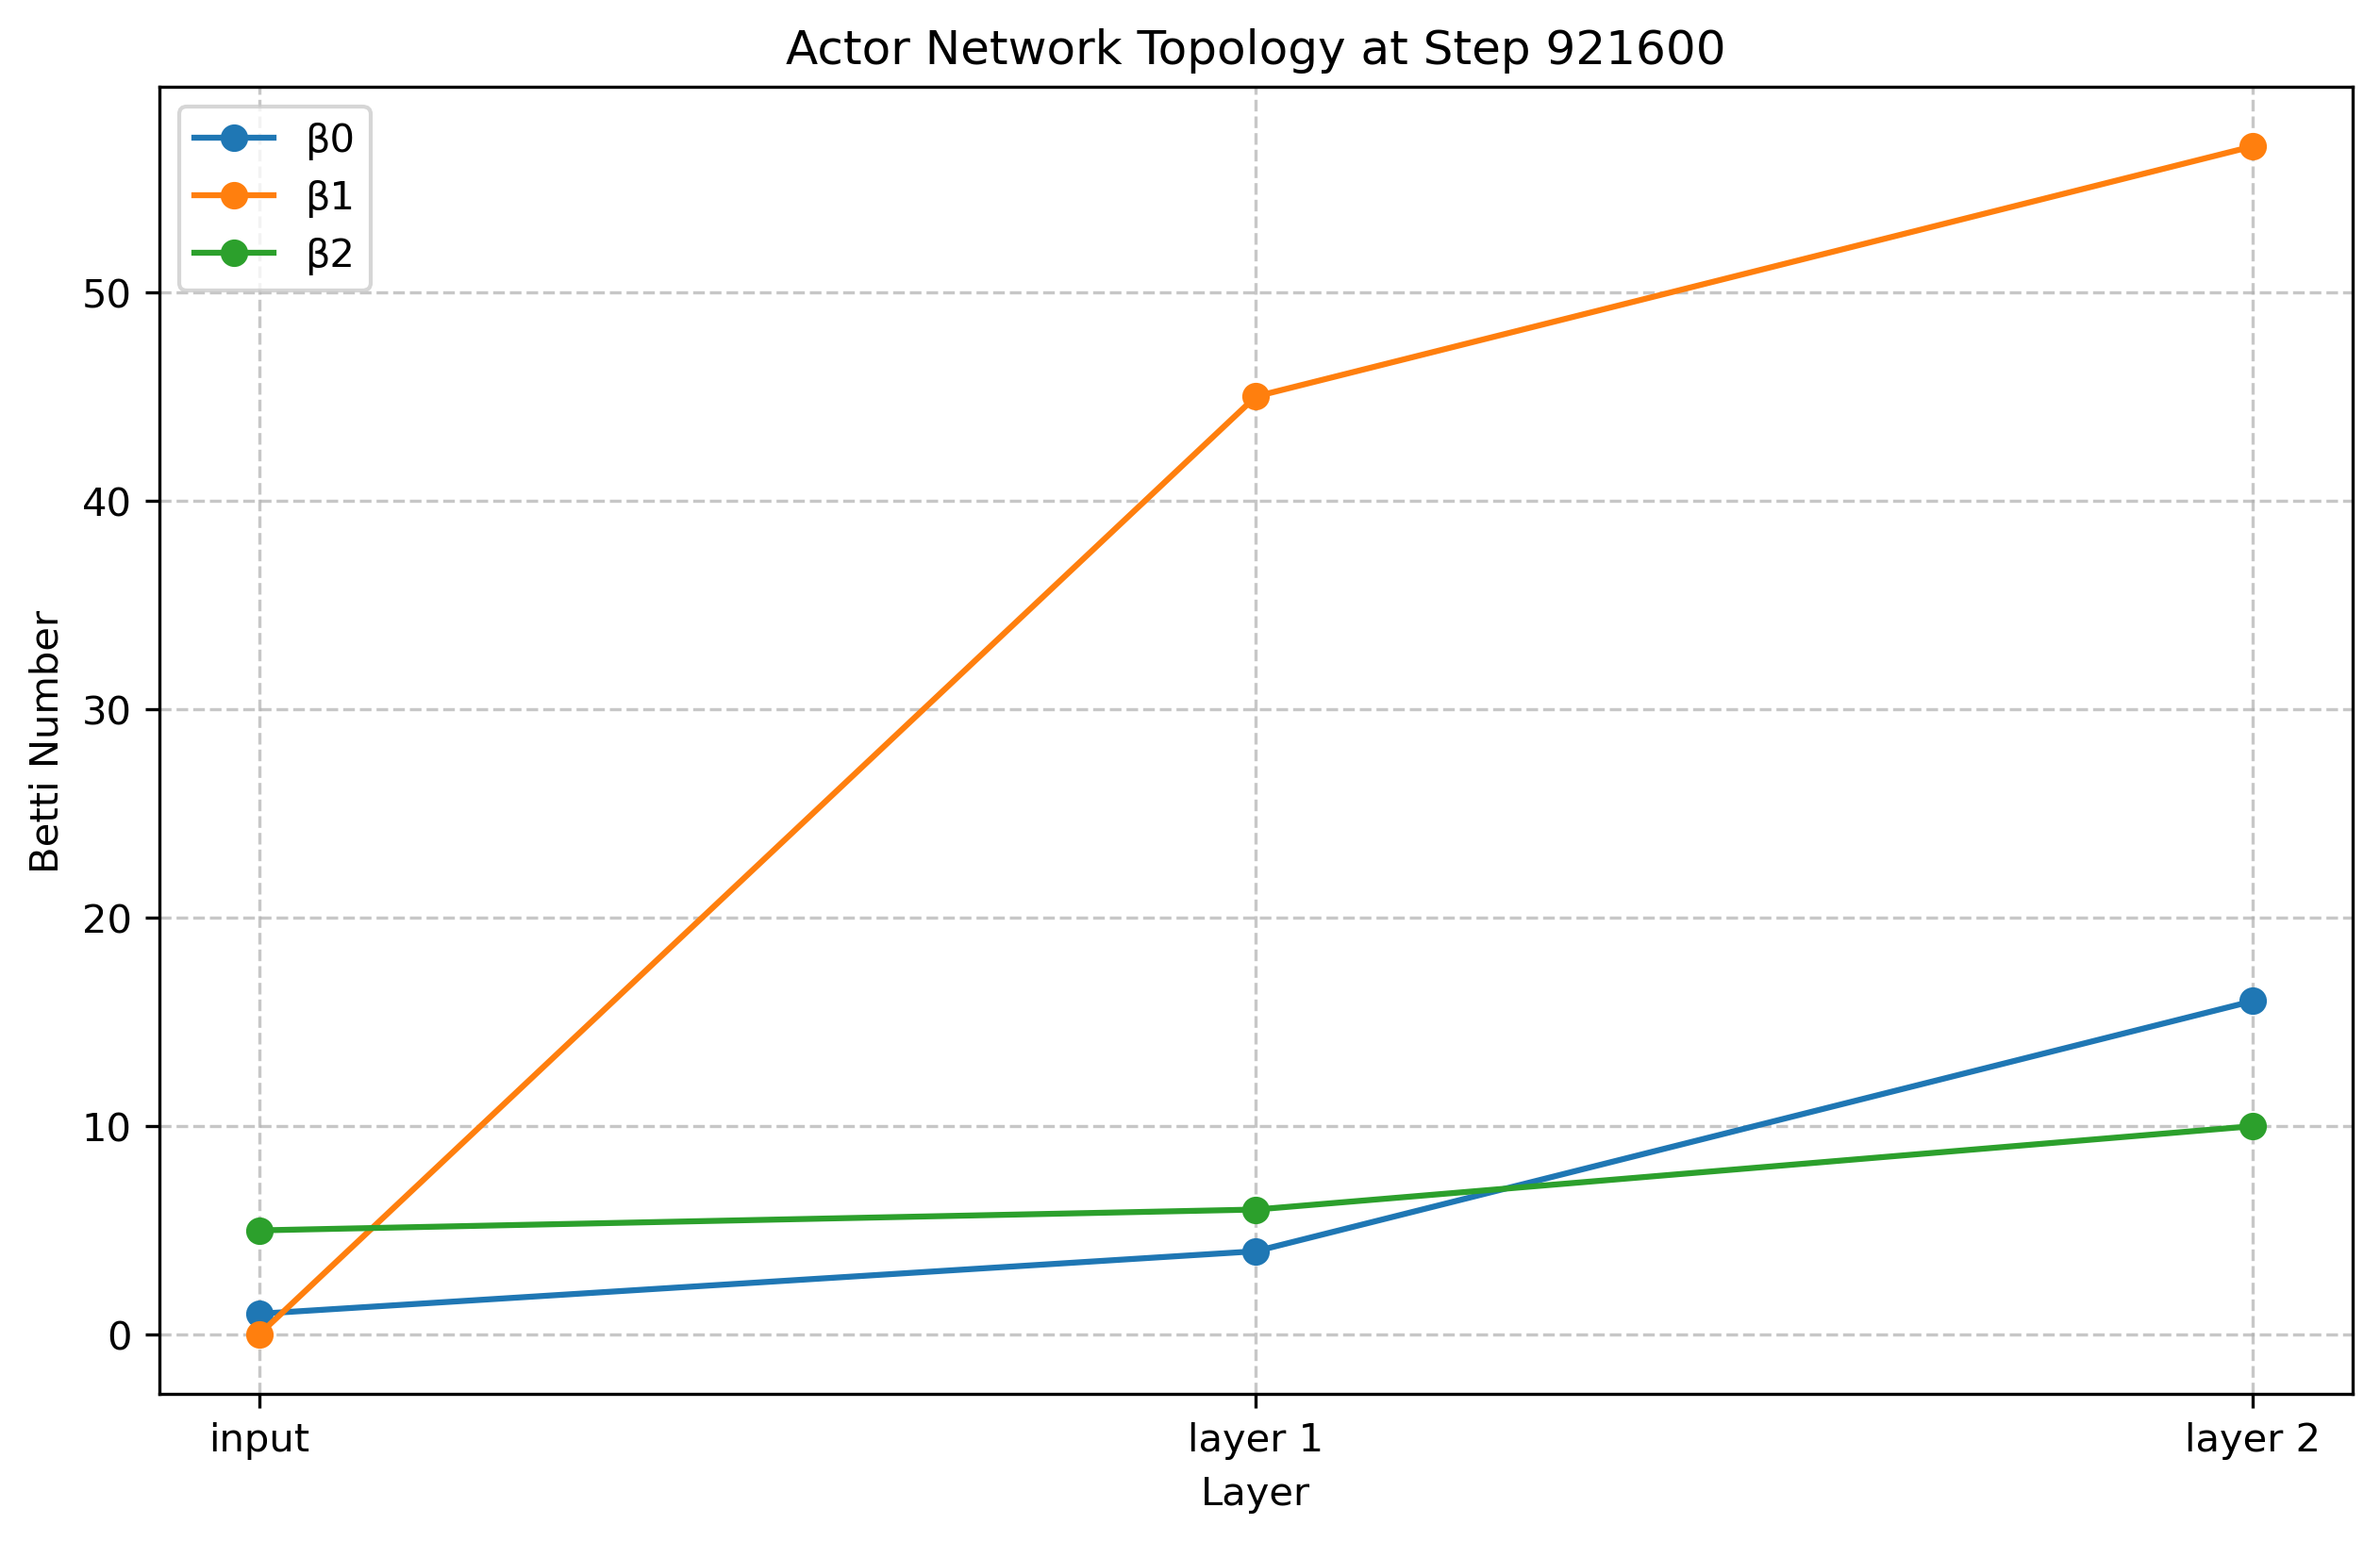 Actor Network Topology at Step 921600
β0
β1
β2
50
40
30
20
10
0
Betti Number
input
layer 1
layer 2
Layer